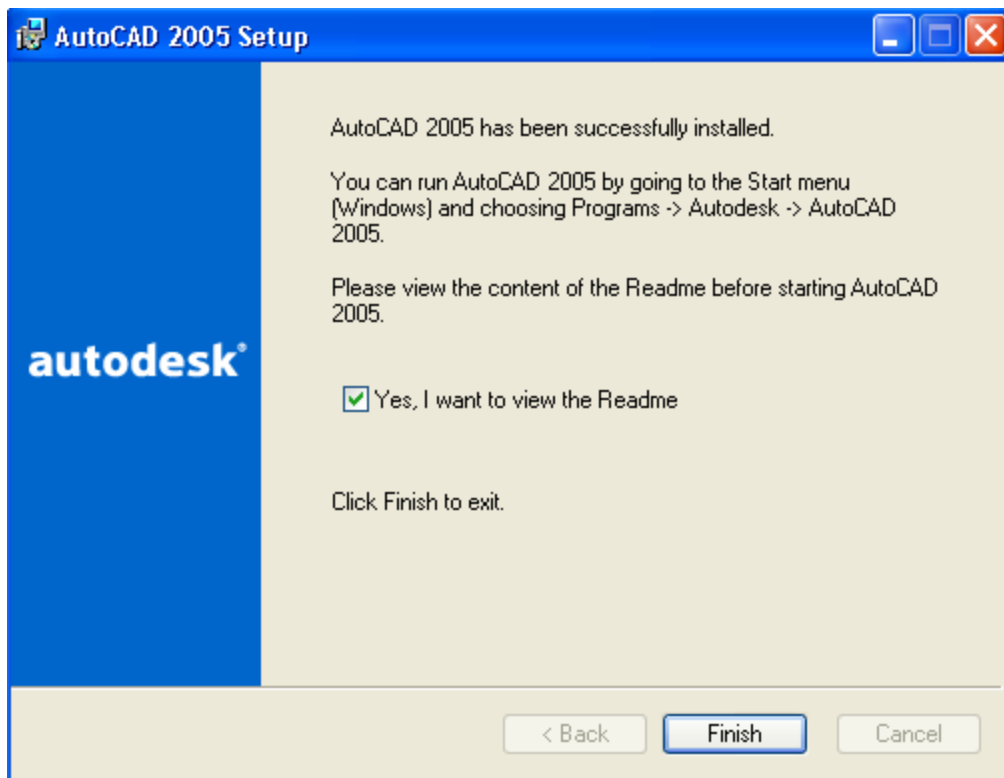 AutoCAD 2005 Setup
AutoCAD 2005 has been successfully installed.
You can run AutoCAD 2005 by going to the Start menu
(Windows) and choosing Programs -> Autodesk -> AutoCAD
2005.
Please view the content of the Readme before starting AutoCAD
2005.
autodesk®
Yes, I want to view the Readme
Click Finish to exit.
< Back
Finish
Cancel